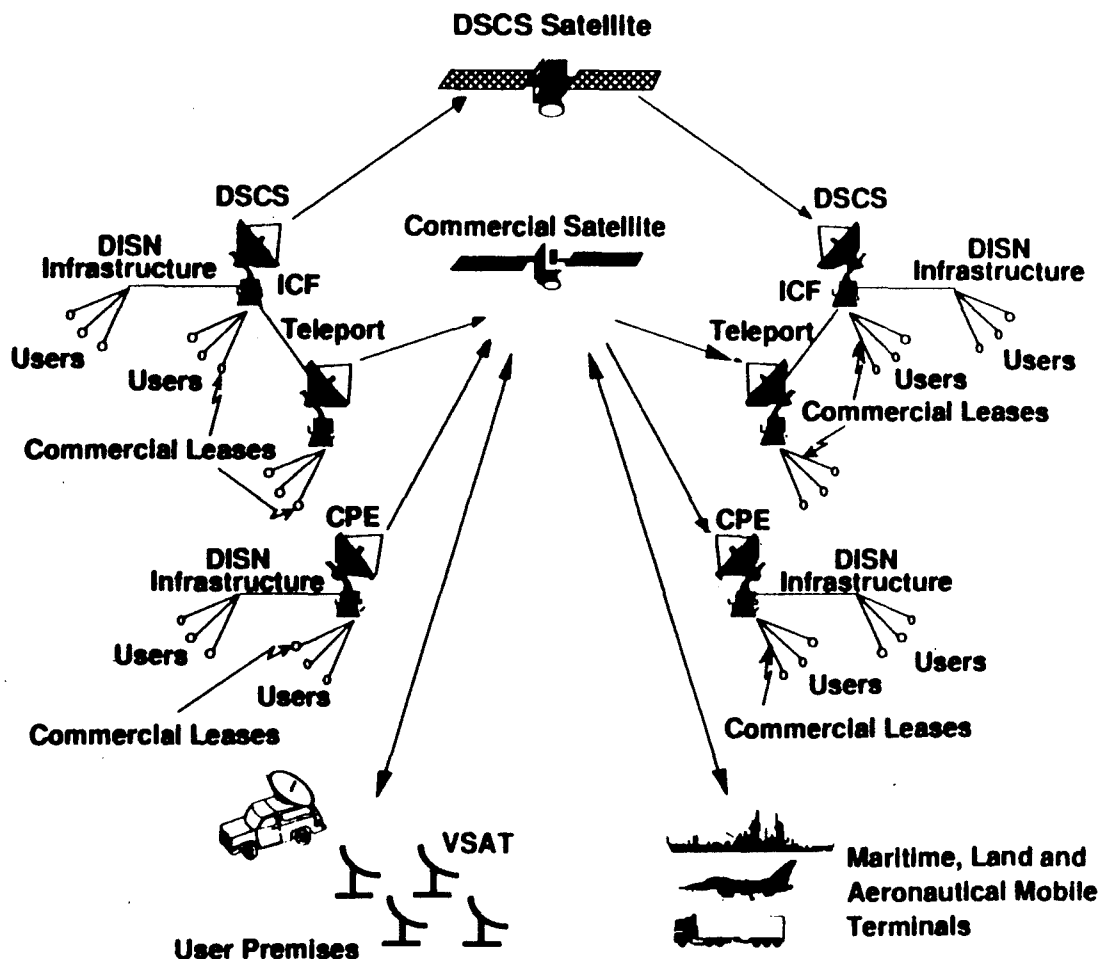 DSCS Satellite
DSCS
DSCS
Commercial Satellite
DISN
Infrastructure
ICF
DISN
Infrastructure
ICF
Teleport
Teleport
Users
Users
Users
Users
Commercial Leases
Commercial Leases
CPE
CPE
DISN
Infrastructure
DISN
Infrastructure
Users
Users
Users
Users
Commercial Leases
Commercial Leases
VSAT
User Premises
Maritime, Land and
Aeronautical Mobile
Terminals